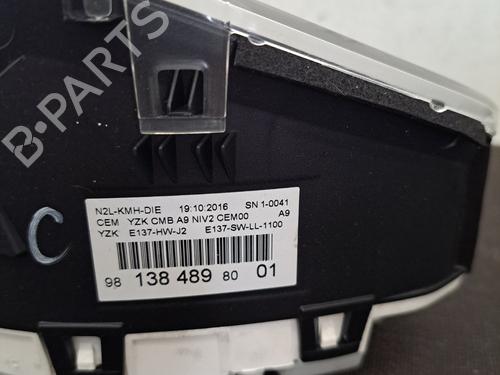 B-PARTS
C
N2L-KMH-DIE 19.10.2016 SN 1-0041
CEM YZK CMB A9 NIV2 CEM00 A9
YZK E137-HW-J2 E137-SW-LL-1100
98 138 489 80 01